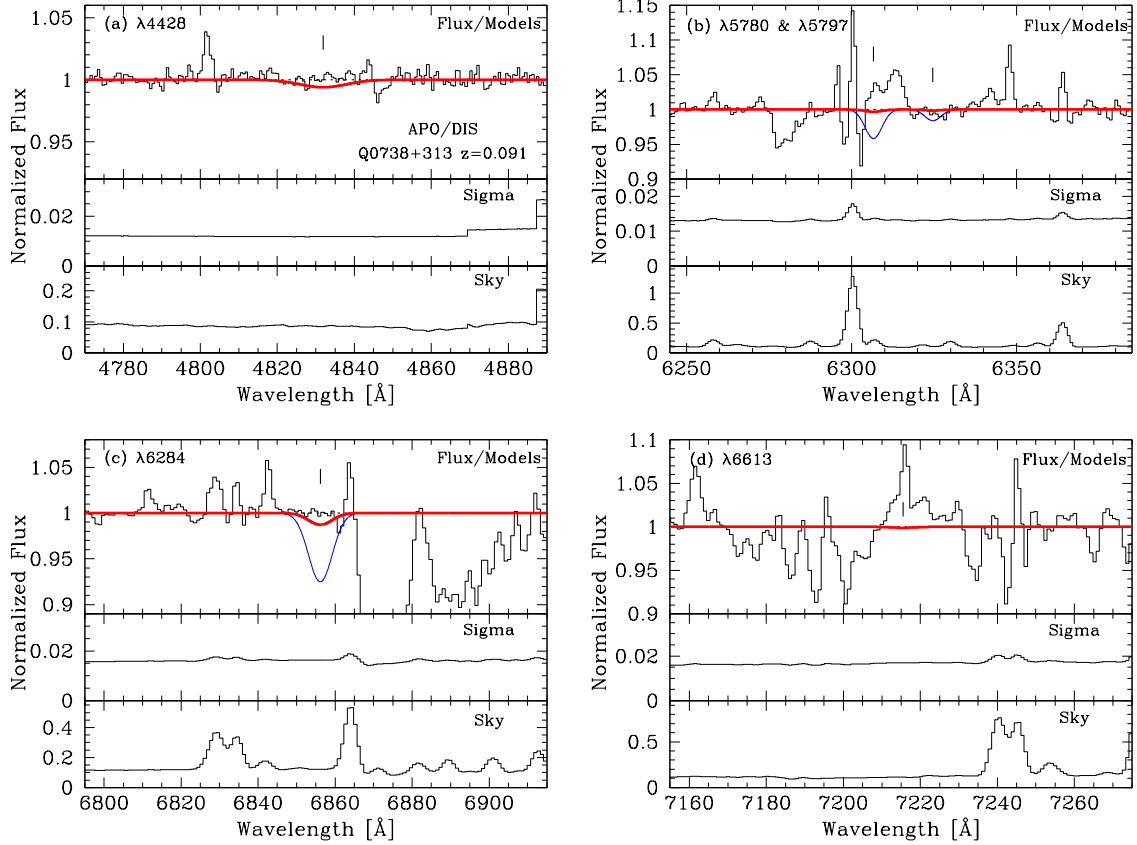 (a) λ4428 Flux/Models
1.05
1
0.95
APO/DIS
Q0738+313 z=0.091
Sigma
0.02
0
Sky
0.2
0.1
0
4780 4800 4820 4840 4860 4880
Wavelength [Å]
Normalized Flux
(b) λ5780 & λ5797 Flux/Models
1.15
1.1
1.05
1
0.95
0.9
Sigma
0.02
0.01
0
Sky
1
0.5
0
6250 6300 6350
Wavelength [Å]
Normalized Flux
(c) λ6284 Flux/Models
1.05
1
0.95
0.9
Sigma
0.02
0
Sky
0.4
0.2
0
6800 6820 6840 6860 6880 6900
Wavelength [Å]
Normalized Flux
(d) λ6613 Flux/Models
1.1
1.05
1
0.95
0.9
Sigma
0.02
0
Sky
0.5
0
7160 7180 7200 7220 7240 7260
Wavelength [Å]
Normalized Flux